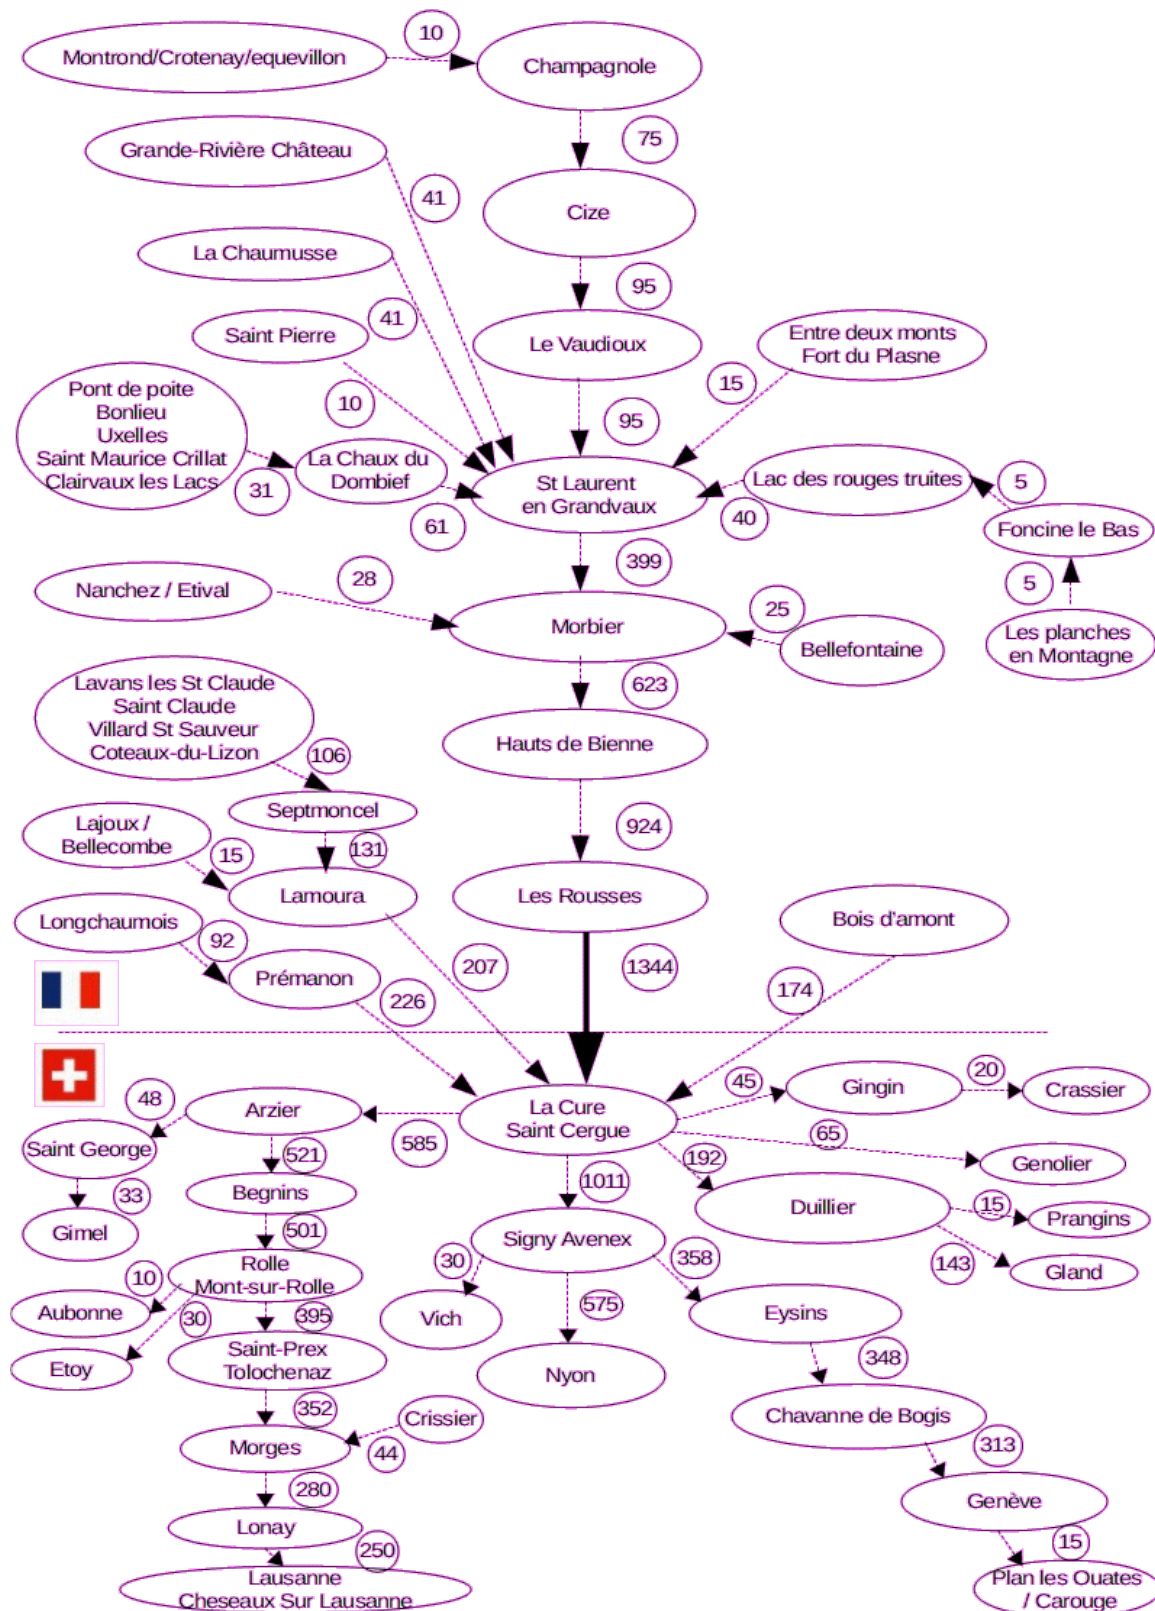 Montrond/Crotenay/equevillon
10
Champagnole
75
Grande-Rivière Château
41
Cize
La Chaumusse
95
41
Saint Pierre
Le Vaudioux
Entre deux monts
Fort du Plasne
15
10
95
Pont de poite
Bonlieu
Uxelles
Saint Maurice Crillat
Clairvaux les Lacs
31
La Chaux du
Dombief
61
St Laurent
en Grandvaux
Lac des rouges truites
40
5
Foncine le Bas
399
5
Les planches
en Montagne
Nanchez / Etival
28
Morbier
25
Bellefontaine
623
Lavans les St Claude
Saint Claude
Villard St Sauveur
Coteaux-du-Lizon
106
Hauts de Bienne
Septmoncel
924
Lajoux /
Bellecombe
15
131
Lamoura
Les Rousses
Bois d'amont
Longchaumois
92
Prémanon
226
207
1344
174
48
Arzier
585
La Cure
Saint Cergue
45
Gingin
20
Crassier
Saint George
65
Genolier
521
33
Begnins
1011
192
Duillier
15
Prangins
Gimel
501
Signy Avenex
143
Gland
10
Rolle
Mont-sur-Rolle
30
358
Aubonne
30
395
Vich
575
Eysins
Etoy
Saint-Prex
Tolochenaz
Nyon
348
352
Crissier
44
Chavanne de Bogis
Morges
313
280
Genève
Lonay
250
15
Lausanne
Cheseaux Sur Lausanne
Plan les Ouates
/ Carouge